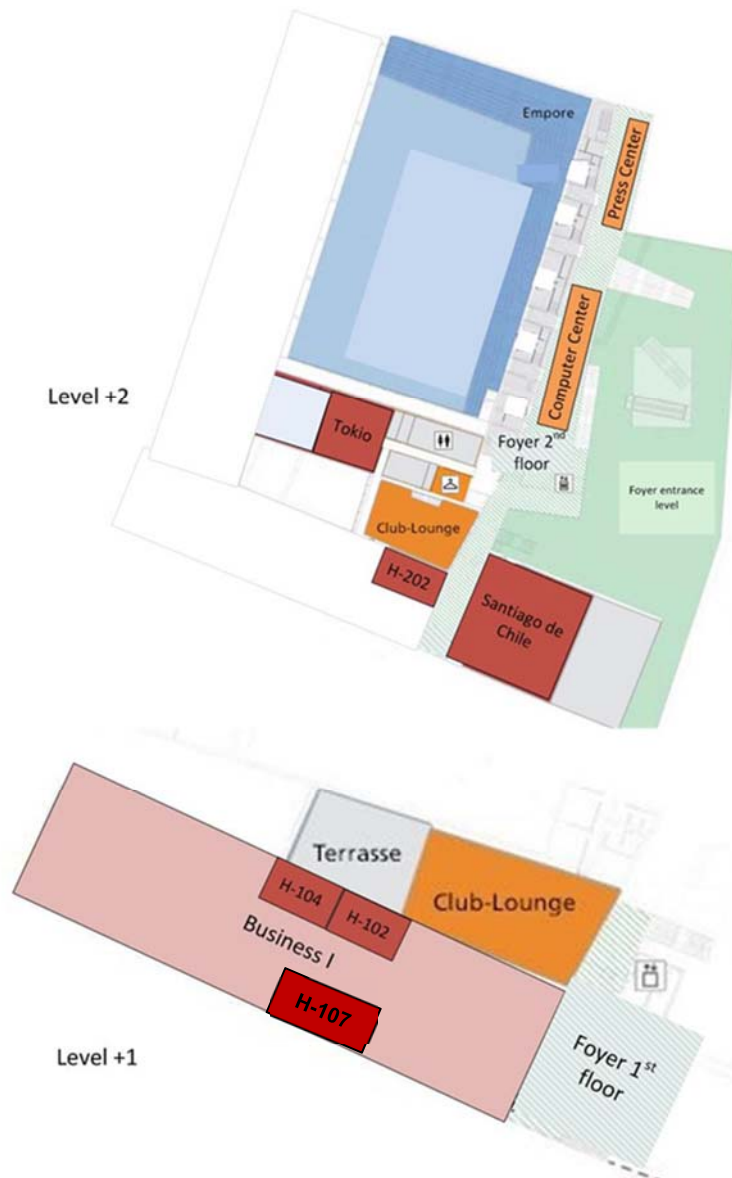 Empore
Press Center
Computer Center
Level +2
Tokio
Foyer 2nd
floor
Foyer entrance
level
Club-Lounge
H-202
Santiago de
Chile
Terrasse
Club-Lounge
H-104
H-102
Business I
H-107
Foyer 1st
floor
Level +1